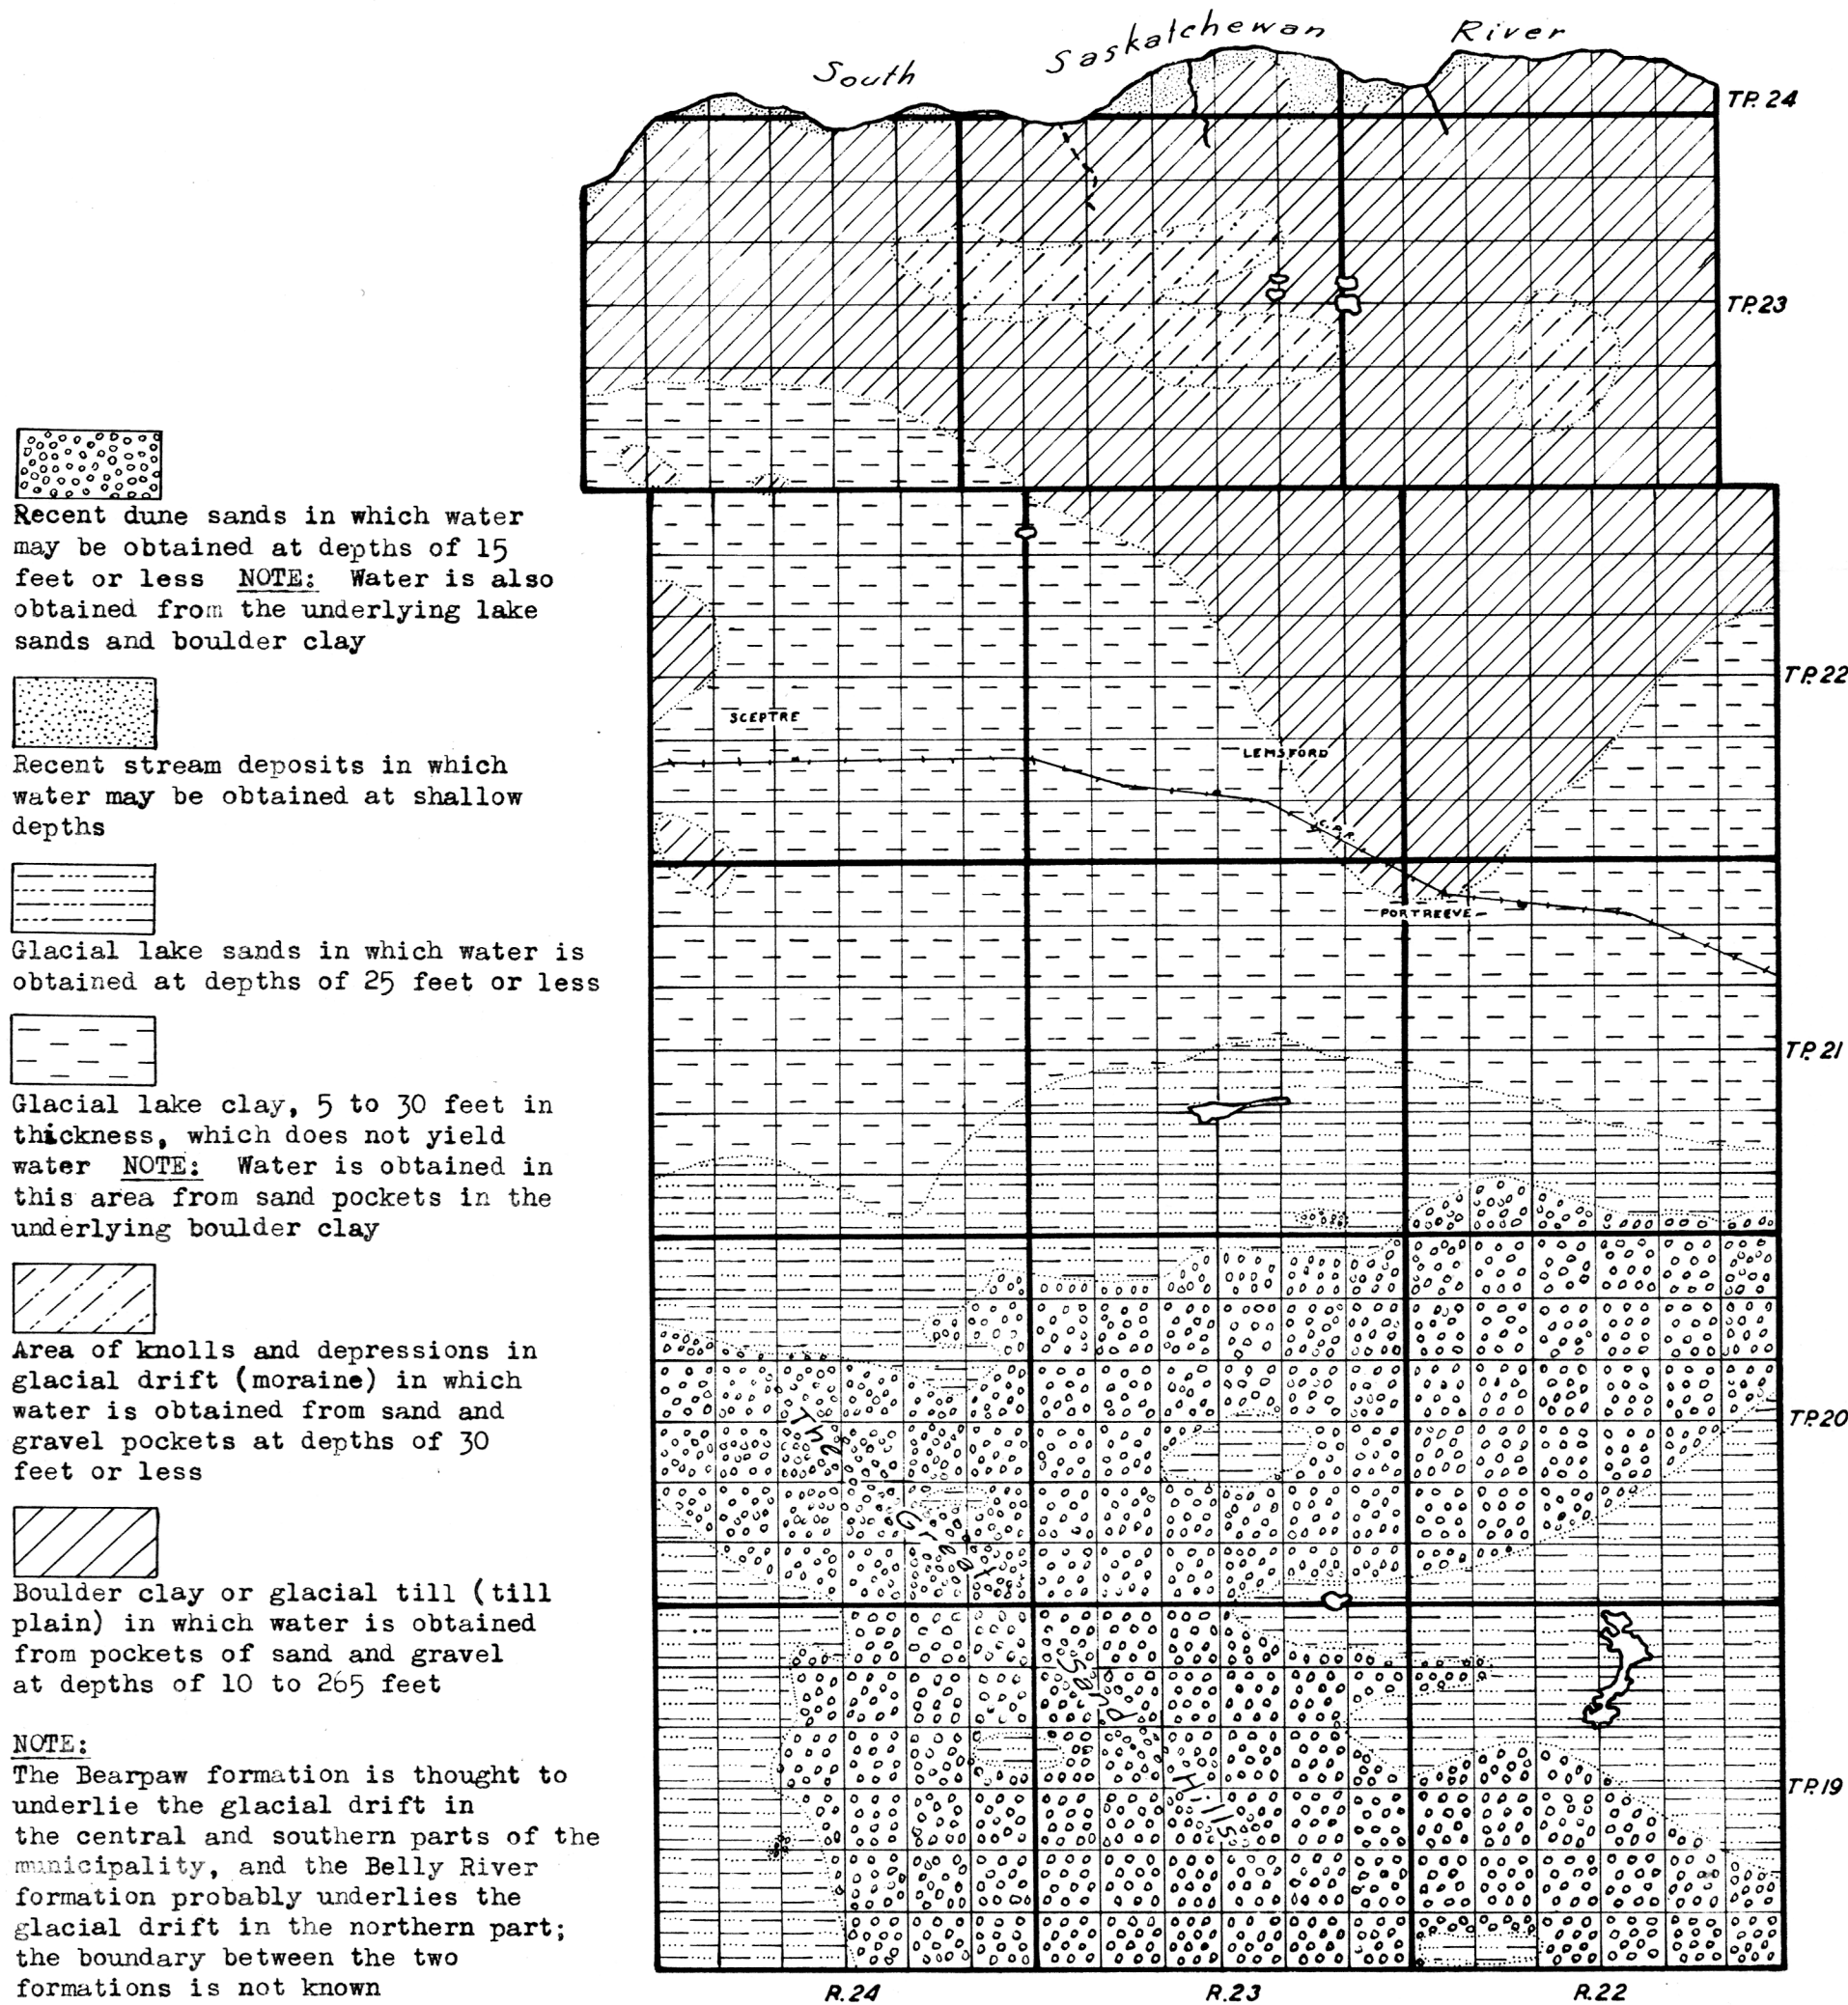 South Saskatchewan River
TP. 24
TP. 23
Recent dune sands in which water
may be obtained at depths of 15
feet or less NOTE: Water is also
obtained from the underlying lake
sands and boulder clay
Recent stream deposits in which
water may be obtained at shallow
depths
Glacial lake sands in which water is
obtained at depths of 25 feet or less
Glacial lake clay, 5 to 30 feet in
thickness, which does not yield
water NOTE: Water is obtained in
this area from sand pockets in the
underlying boulder clay
Area of knolls and depressions in
glacial drift (moraine) in which
water is obtained from sand and
gravel pockets at depths of 30
feet or less
Boulder clay or glacial till (till
plain) in which water is obtained
from pockets of sand and gravel
at depths of 10 to 265 feet
NOTE:
The Bearpaw formation is thought to
underlie the glacial drift in
the central and southern parts of the
municipality, and the Belly River
formation probably underlies the
glacial drift in the northern part;
the boundary between the two
formations is not known
TP. 22
SCEPTRE
LEMSFORD
C.P.R.
PORTREEVE
TP. 21
TP. 20
The Great Sand Hills
TP. 19
R. 24
R. 23
R. 22